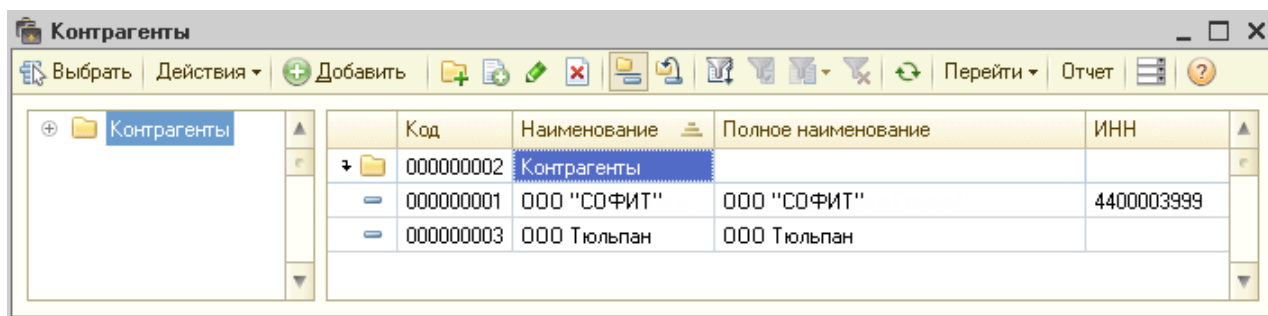 Контрагенты
Выбрать Действия Добавить Перейти Отчет
Контрагенты
Код Наименование Полное наименование ИНН
000000002 Контрагенты
000000001 ООО "СОФИТ" ООО "СОФИТ" 4400003999
000000003 ООО Тюльпан ООО Тюльпан